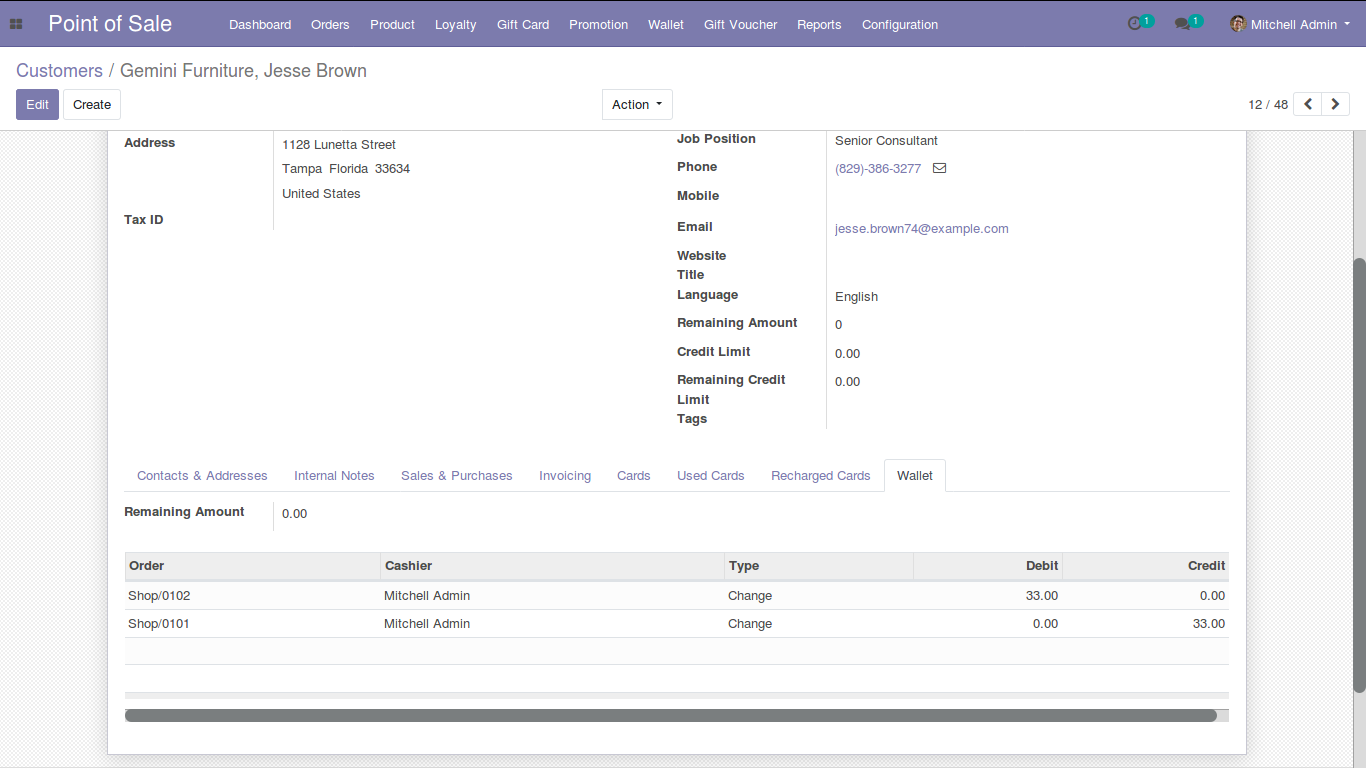 Point of Sale Dashboard Orders Product Loyalty Gift Card Promotion Wallet Gift Voucher Reports Configuration 1 1 Mitchell Admin
Customers / Gemini Furniture, Jesse Brown
Edit Create Action 12 / 48
Address
1128 Lunetta Street
Tampa Florida 33634
United States
Tax ID
Job Position Senior Consultant
Phone (829)-386-3277
Mobile
Email jesse.brown74@example.com
Website
Title
Language English
Remaining Amount 0
Credit Limit 0.00
Remaining Credit Limit 0.00
Tags
Contacts & Addresses Internal Notes Sales & Purchases Invoicing Cards Used Cards Recharged Cards Wallet
Remaining Amount 0.00
Order Cashier Type Debit Credit
Shop/0102 Mitchell Admin Change 33.00 0.00
Shop/0101 Mitchell Admin Change 0.00 33.00